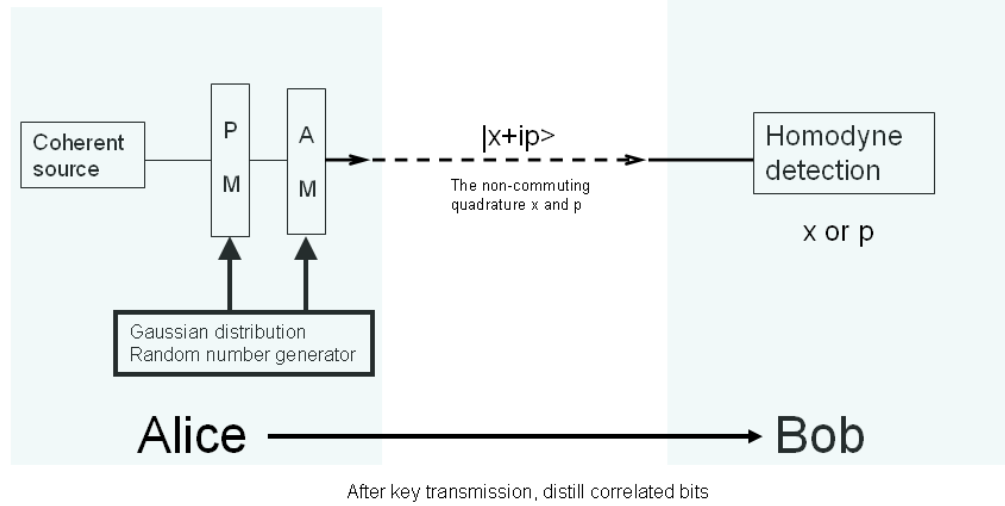 Coherent
source
P
M
A
M
|x+ip>
The non-commuting
quadrature x and p
Homodyne
detection
x or p
Gaussian distribution
Random number generator
Alice
Bob
After key transmission, distill correlated bits